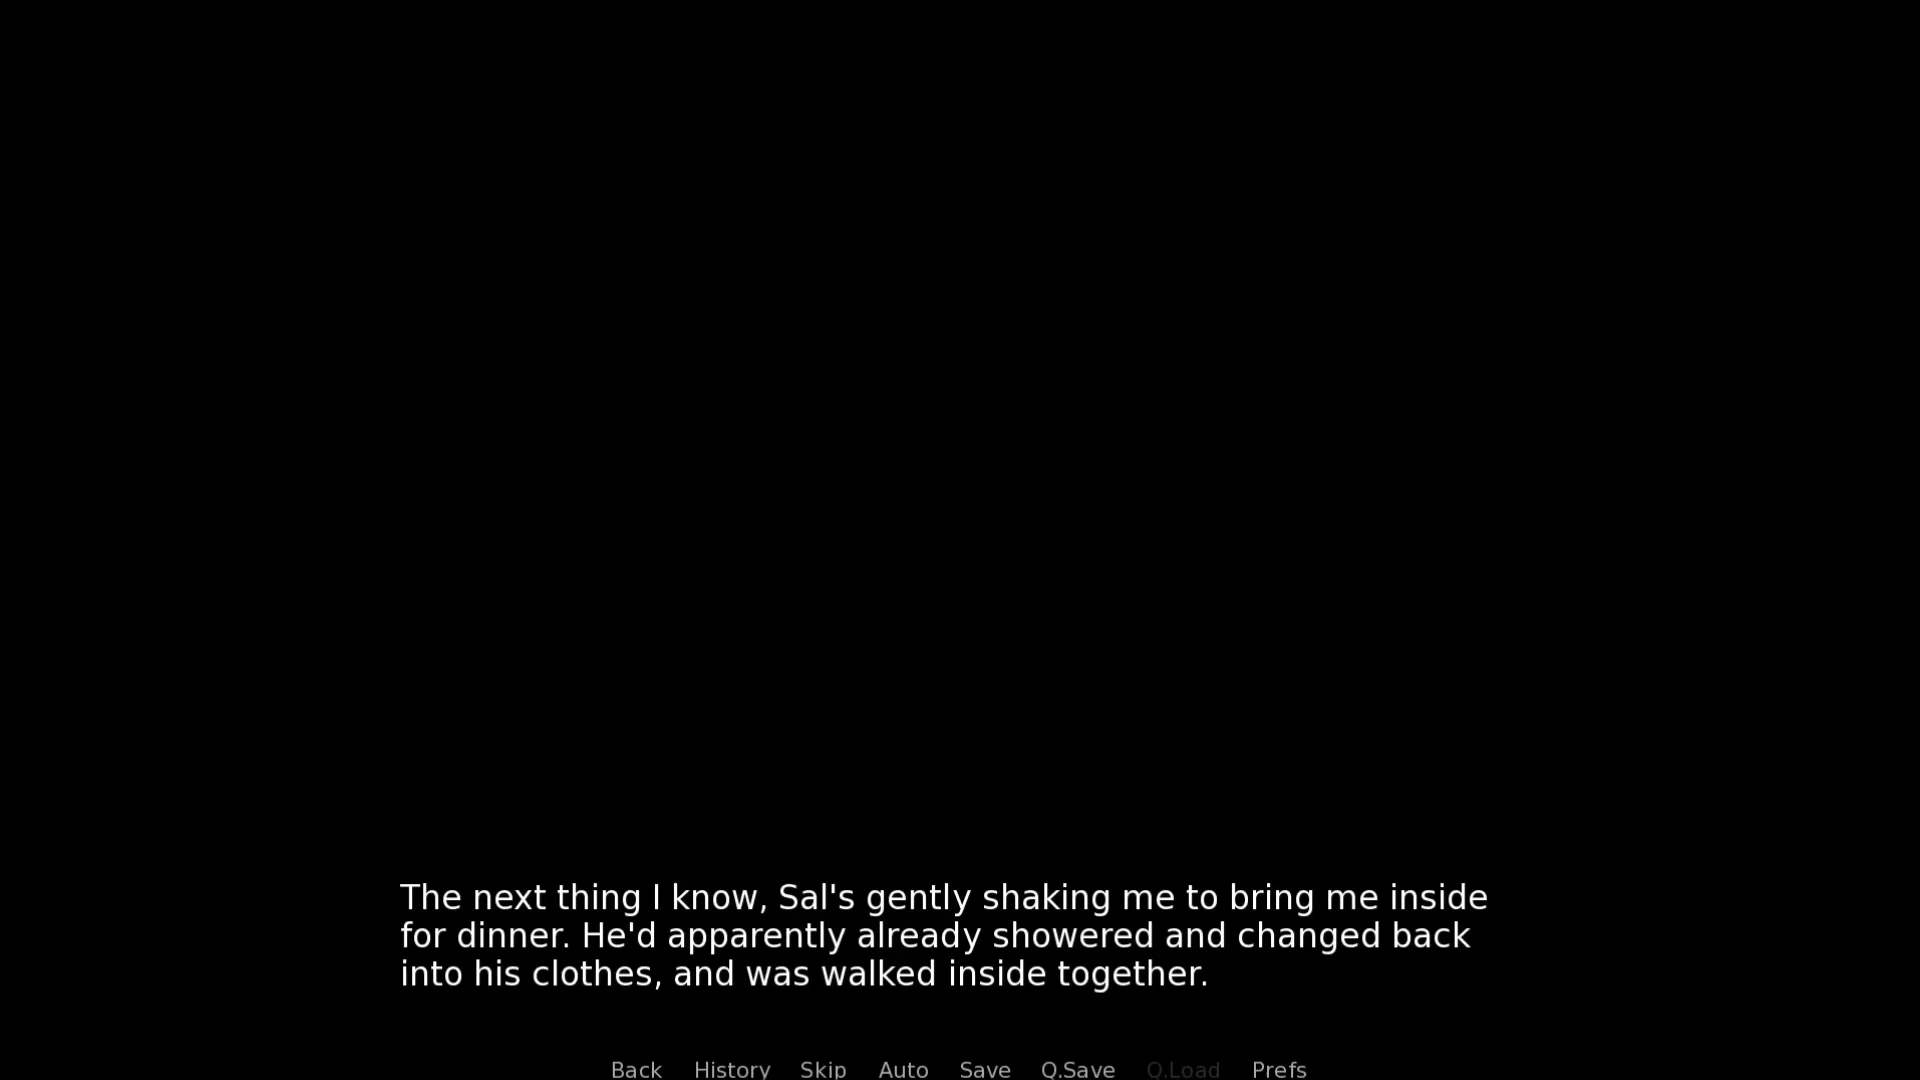 The next thing I know, Sal's gently shaking me to bring me inside
for dinner. He'd apparently already showered and changed back
into his clothes, and was walked inside together.
Back History Skip Auto Save Q.Save Q.Load Prefs